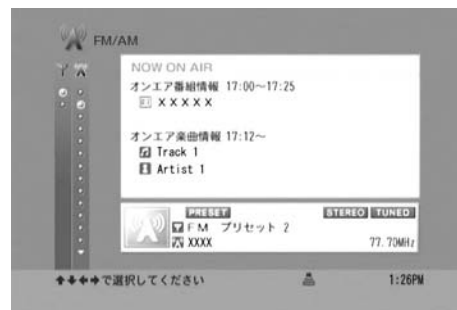 FM/AM
NOW ON AIR
オンエア番組情報 17:00〜17:25
XXXXX
オンエア楽曲情報 17:12〜
Track 1
Artist 1
PRESET
STEREO TUNED
FM プリセット 2
XXXX
77.70MHz
で選択してください
1:26PM